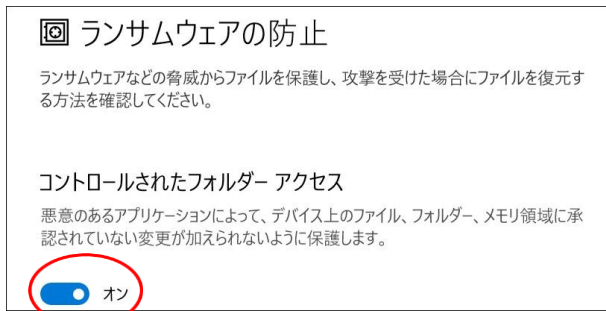 ランサムウェアの防止
ランサムウェアなどの脅威からファイルを保護し、攻撃を受けた場合にファイルを復元す
る方法を確認してください。
コントロールされたフォルダー アクセス
悪意のあるアプリケーションによって、デバイス上のファイル、フォルダー、メモリ領域に承
認されていない変更が加えられないように保護します。
オン